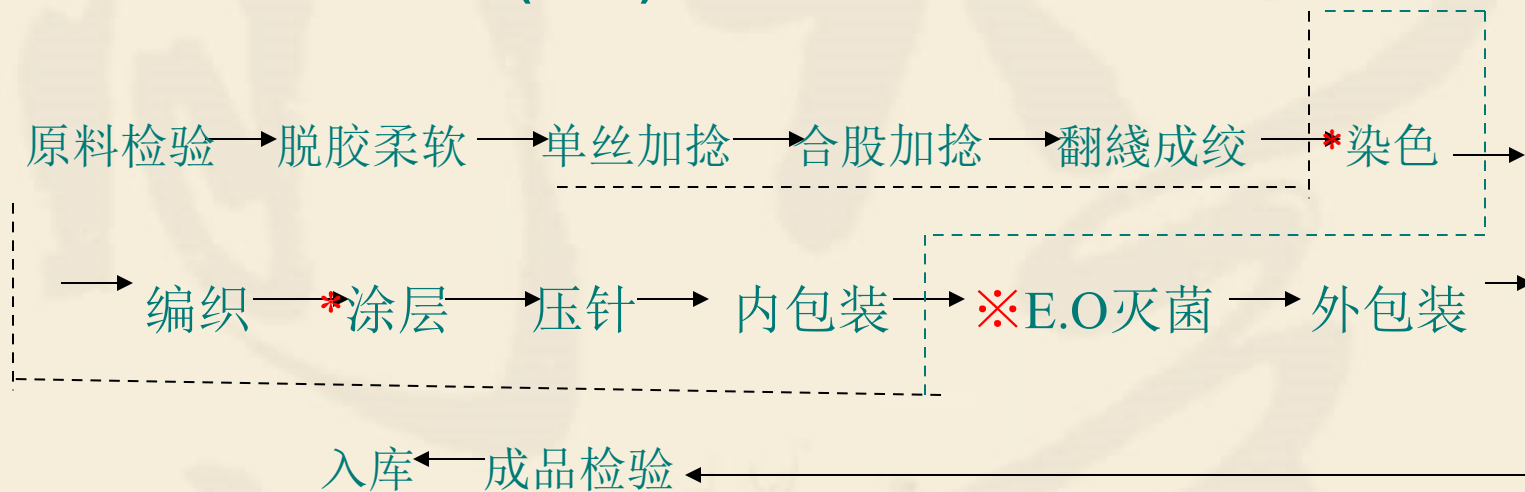 原料检验 脱胶柔软 单丝加捻 合股加捻 翻綫成绞 *染色
编织 *涂层 压针 内包装 ※E.O灭菌 外包装
入库 成品检验